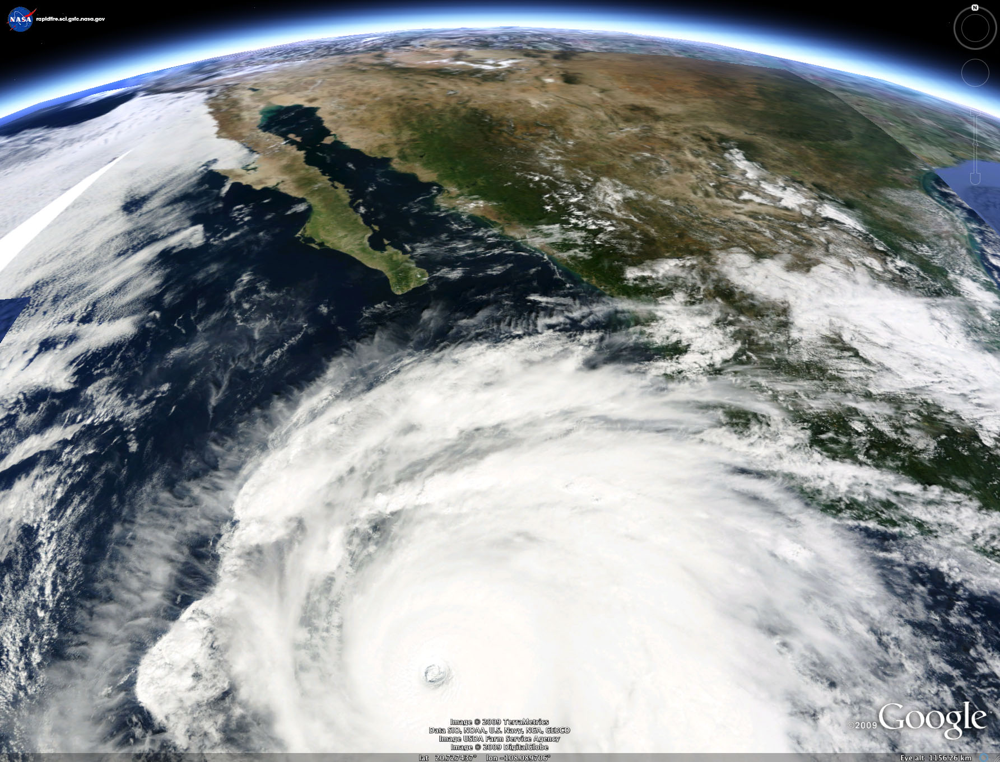 NASA
rapidfire.sci.gsfc.nasa.gov
N
Image © 2009 TerraMetrics
Data SIO, NOAA, U.S. Navy, NGA, GEBCO
Image USDA Farm Service Agency
Image © 2009 DigitalGlobe
©2009 Google™
lat 20.727437° lon -108.089706°
Eye alt 1156.26 km